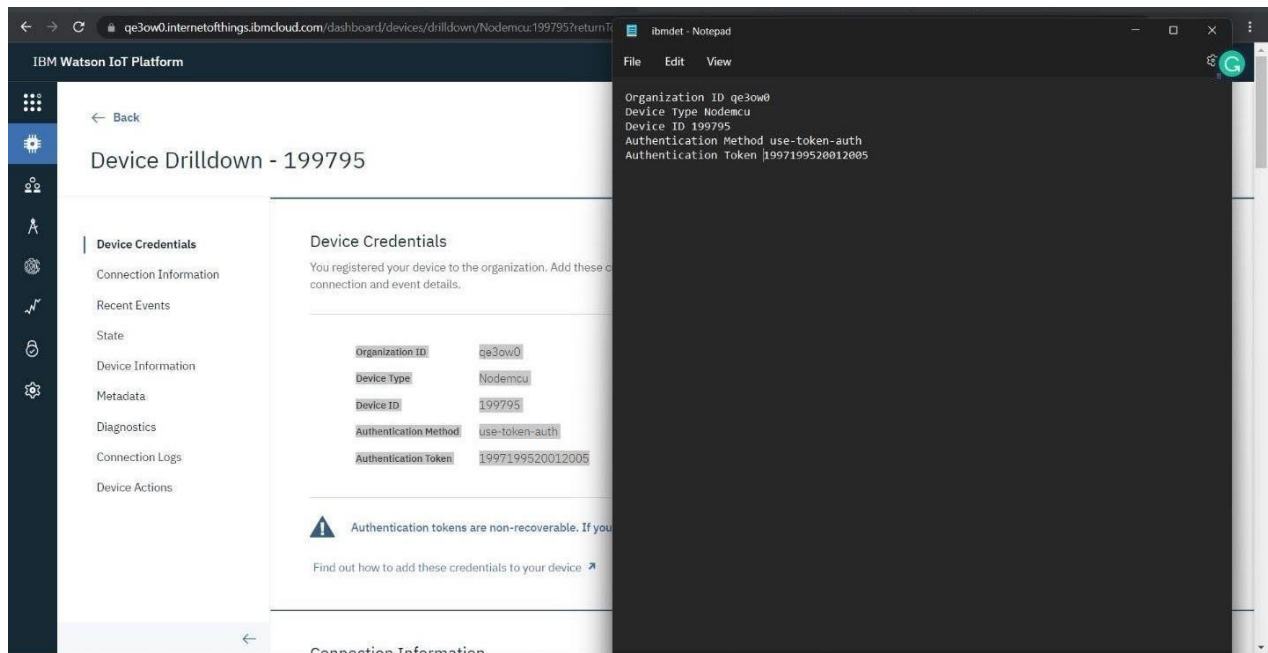 qe3ow0.internetofthings.ibmcloud.com/dashboard/devices/drilldown/Nodemcu:199795?returnT
IBM Watson IoT Platform
← Back
Device Drilldown - 199795
Device Credentials
Connection Information
Recent Events
State
Device Information
Metadata
Diagnostics
Connection Logs
Device Actions
Device Credentials
You registered your device to the organization. Add these c
connection and event details.
Organization ID qe3ow0
Device Type Nodemcu
Device ID 199795
Authentication Method use-token-auth
Authentication Token 1997199520012005
Authentication tokens are non-recoverable. If you
Find out how to add these credentials to your device
Connection Information
ibmdet - Notepad
File Edit View
Organization ID qe3ow0
Device Type Nodemcu
Device ID 199795
Authentication Method use-token-auth
Authentication Token 1997199520012005